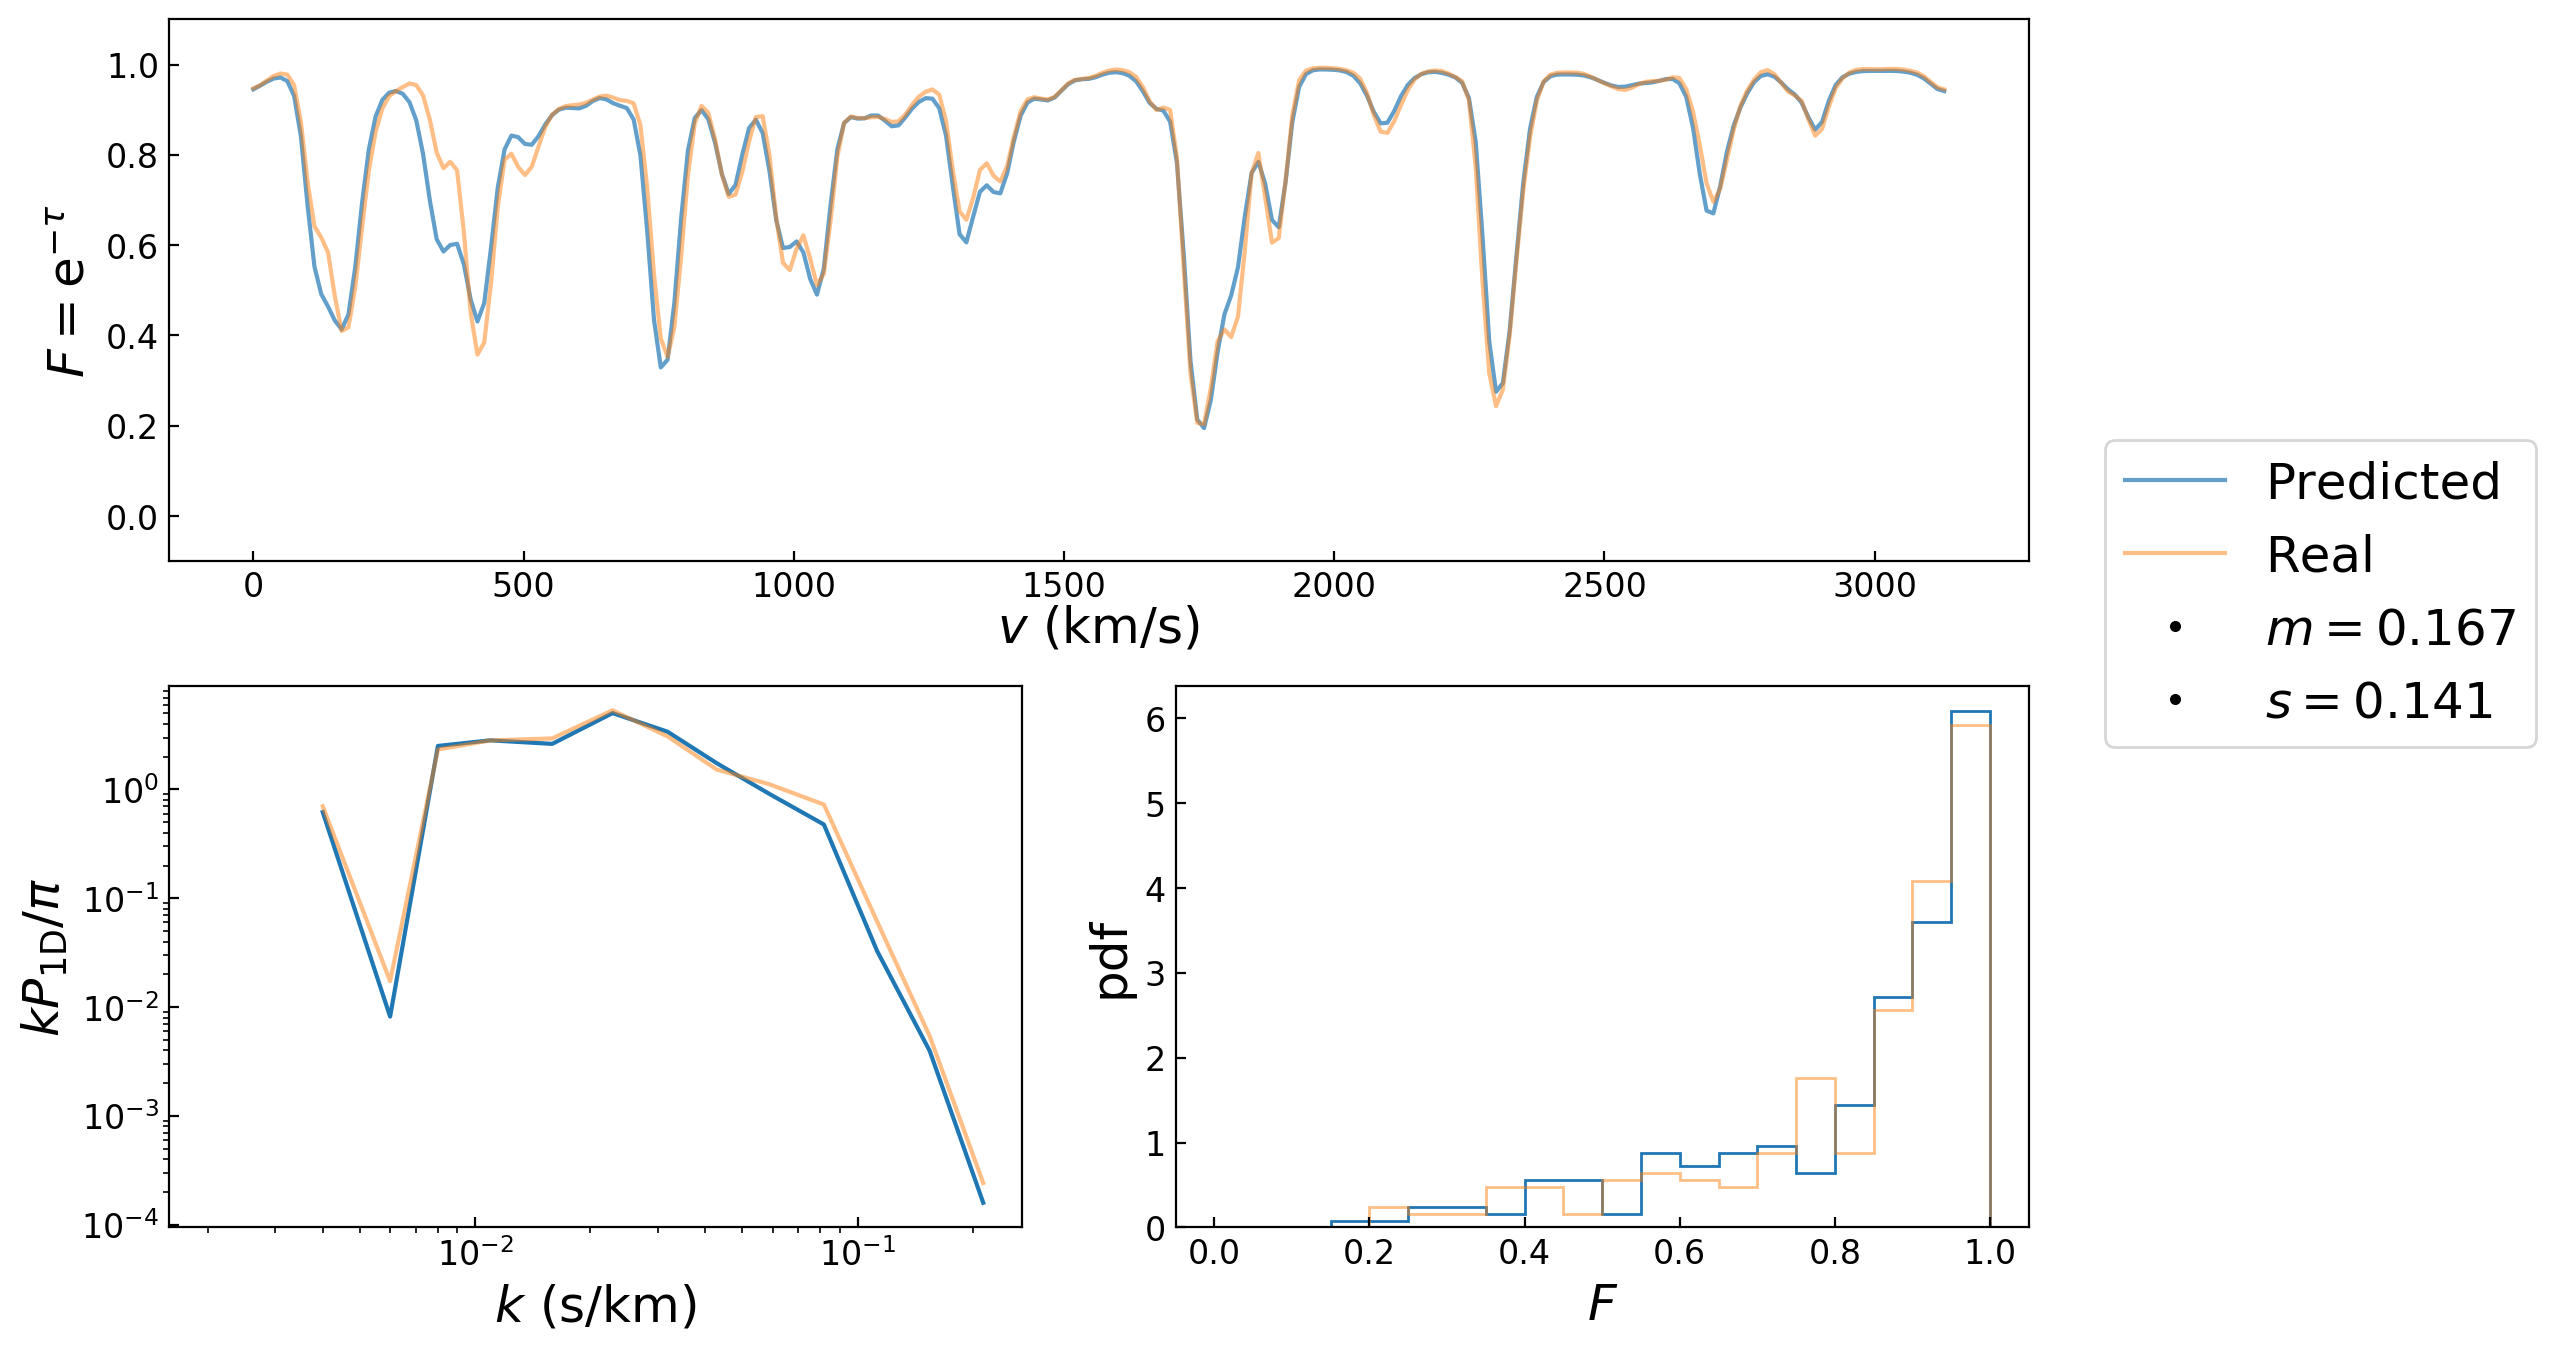 1.0
0.8
0.6
0.4
0.2
0.0
F = e^{−τ}
0 500 1000 1500 2000 2500 3000
v (km/s)
Predicted
Real
m = 0.167
s = 0.141
10^0
10^{−1}
10^{−2}
10^{−3}
10^{−4}
kP_{1D}/π
10^{−2} 10^{−1}
k (s/km)
6
5
4
3
2
1
0
pdf
0.0 0.2 0.4 0.6 0.8 1.0
F